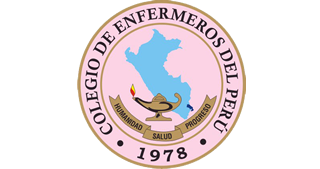 COLEGIO DE ENFERMEROS DEL PERÚ
HUMANIDAD
SALUD
PROGRESO
• 1978 •